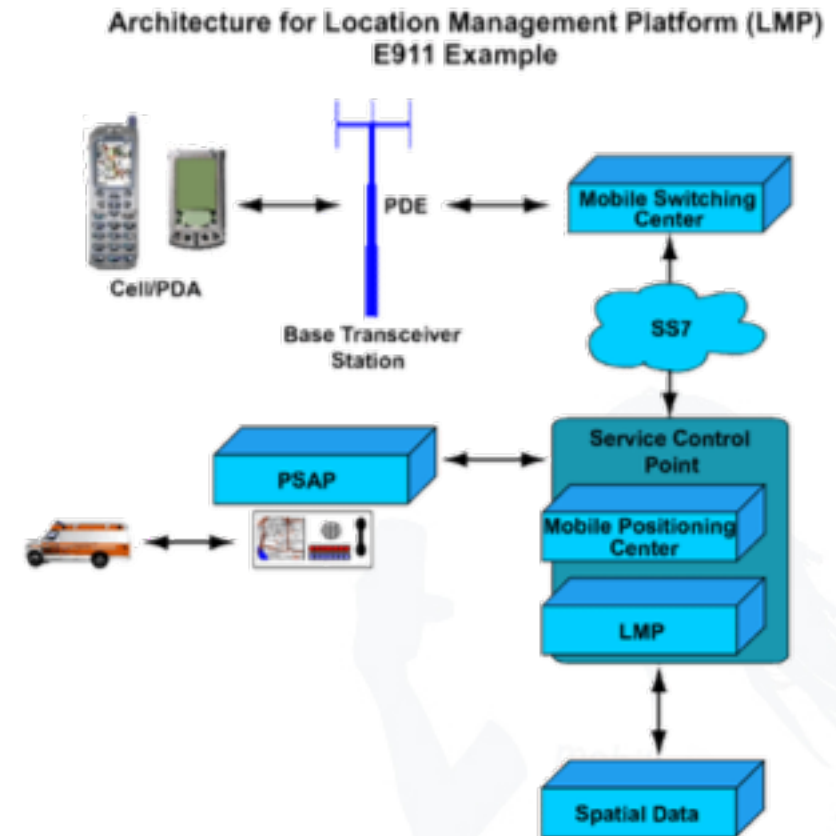 Architecture for Location Management Platform (LMP)
E911 Example
PDE
Mobile Switching
Center
Cell/PDA
Base Transceiver
Station
SS7
Service Control
Point
PSAP
Mobile Positioning
Center
LMP
Spatial Data